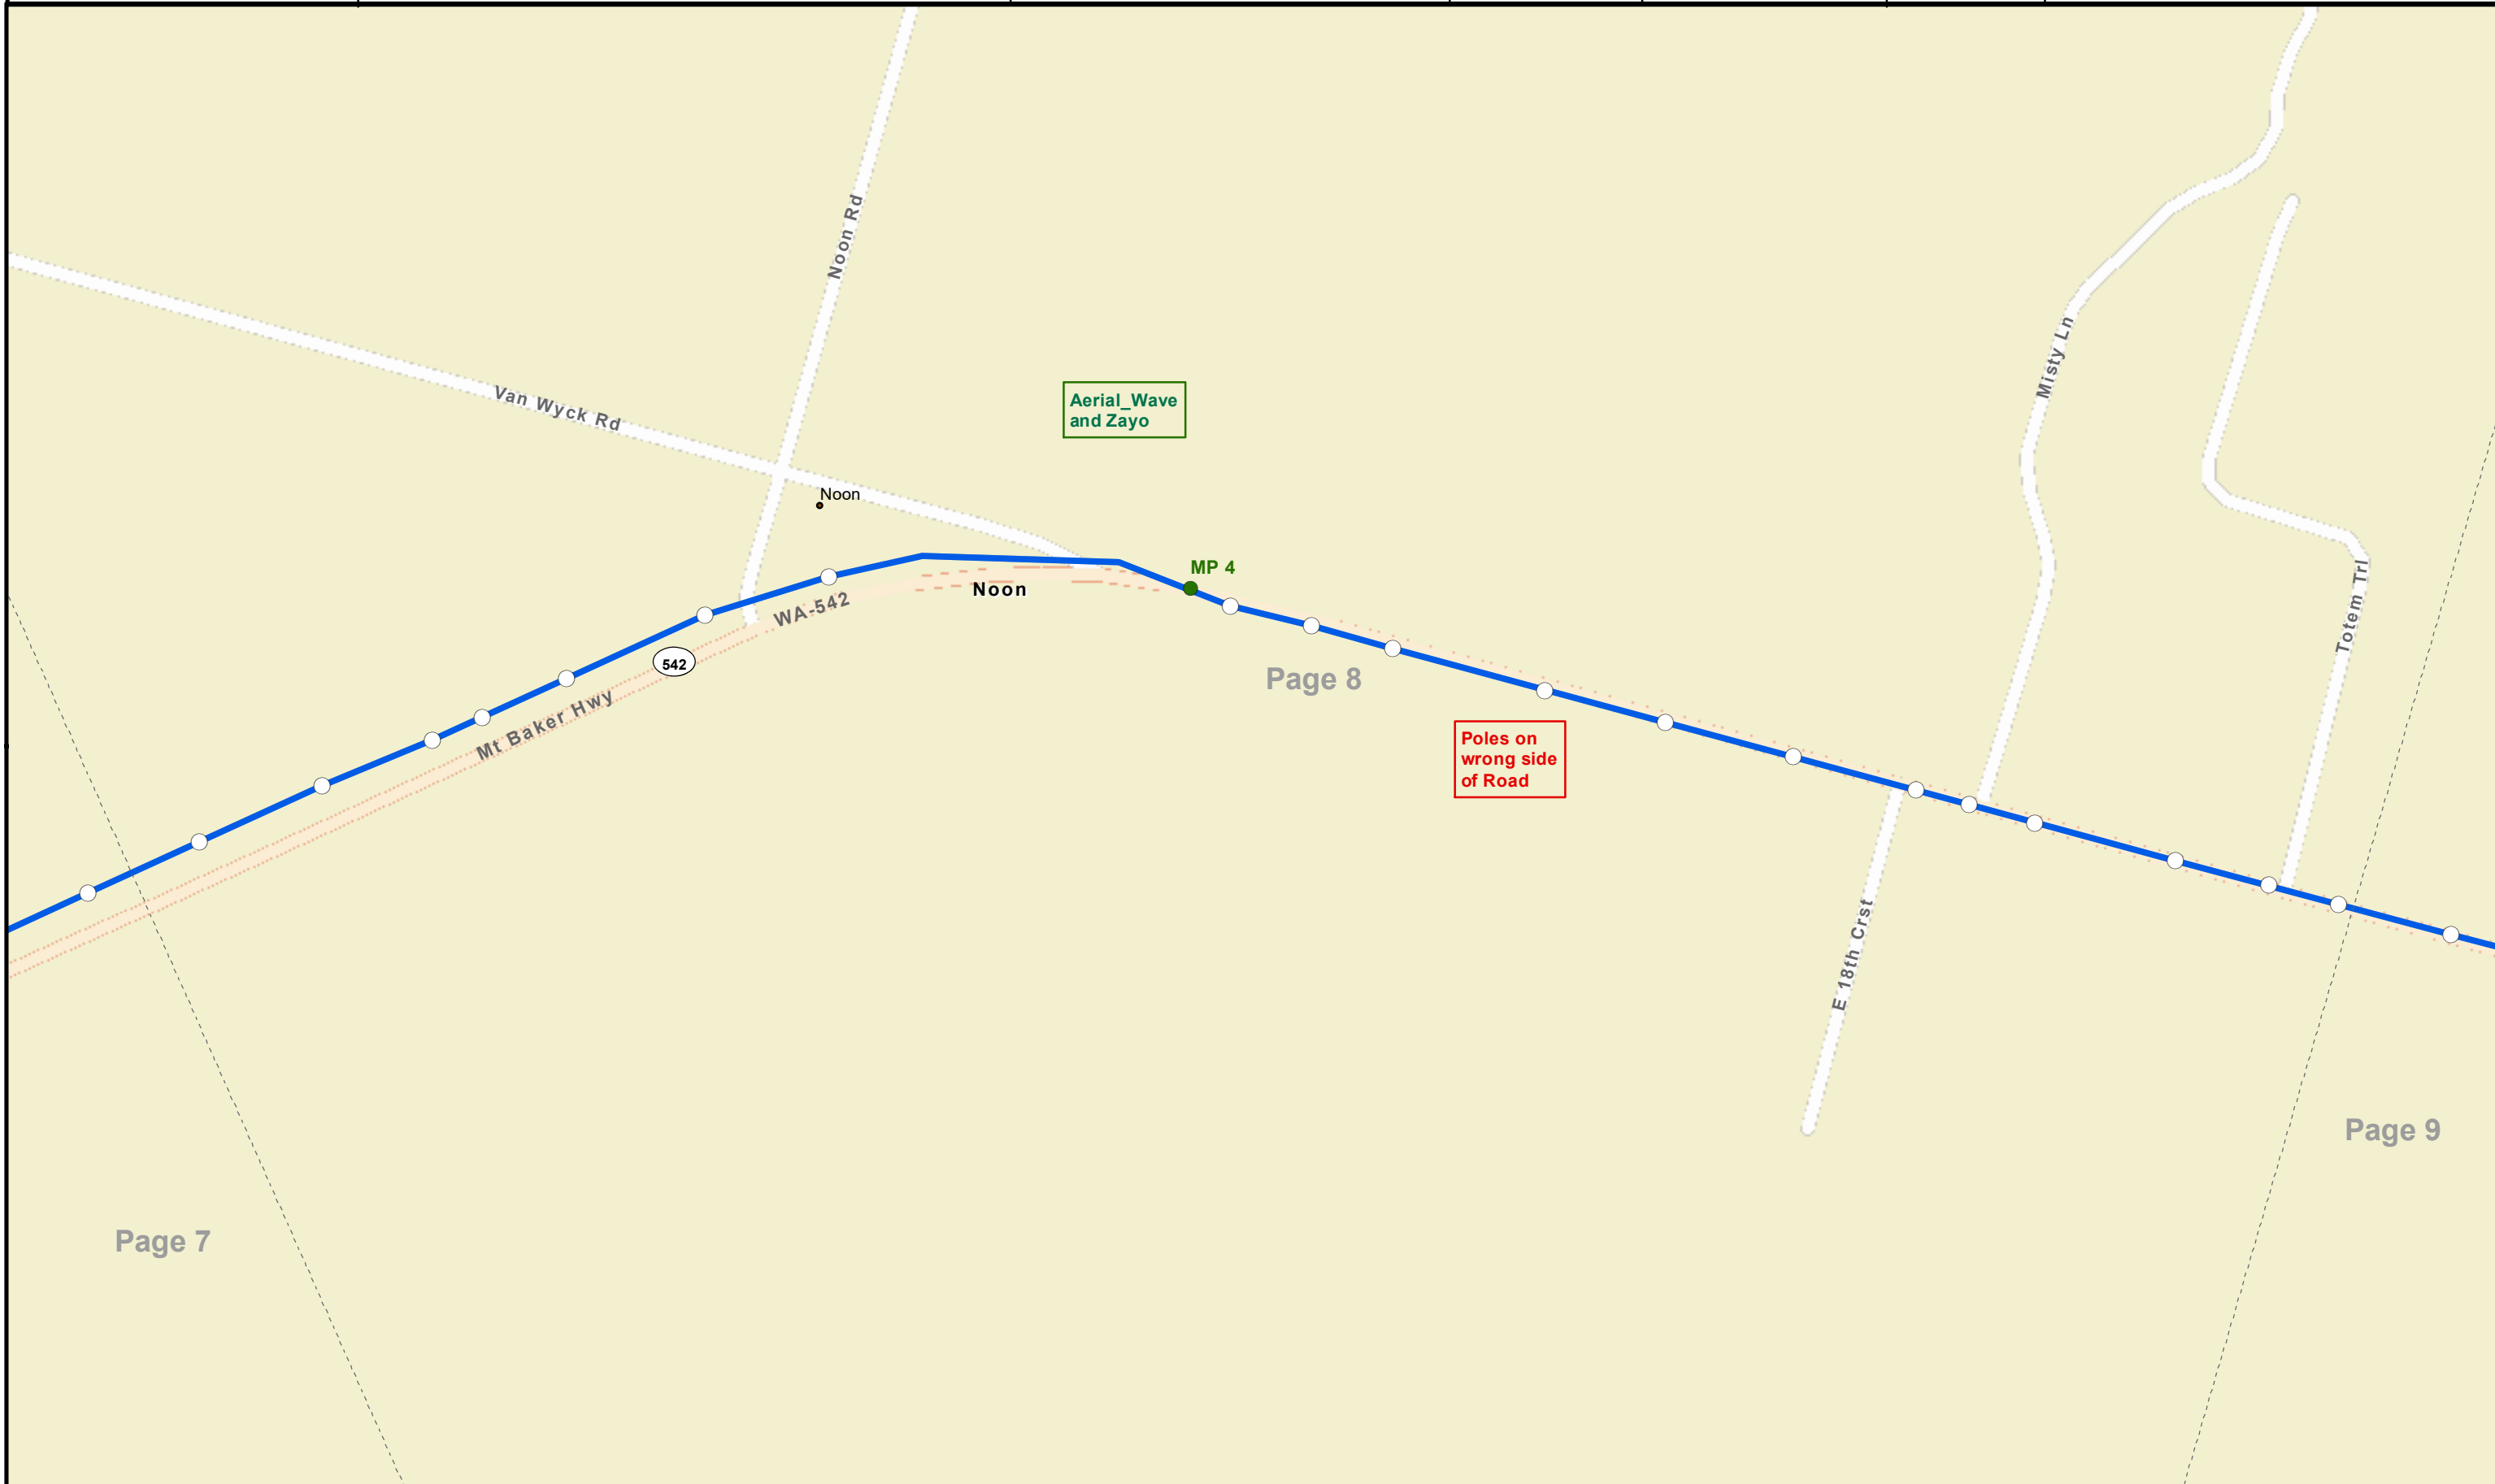 Noon Rd
Misty Ln
Van Wyck Rd
Aerial_Wave
and Zayo
Noon
MP 4
Noon
WA-542
Totem Trl
542
Page 8
Mt Baker Hwy
Poles on
wrong side
of Road
E 18th Crst
Page 9
Page 7